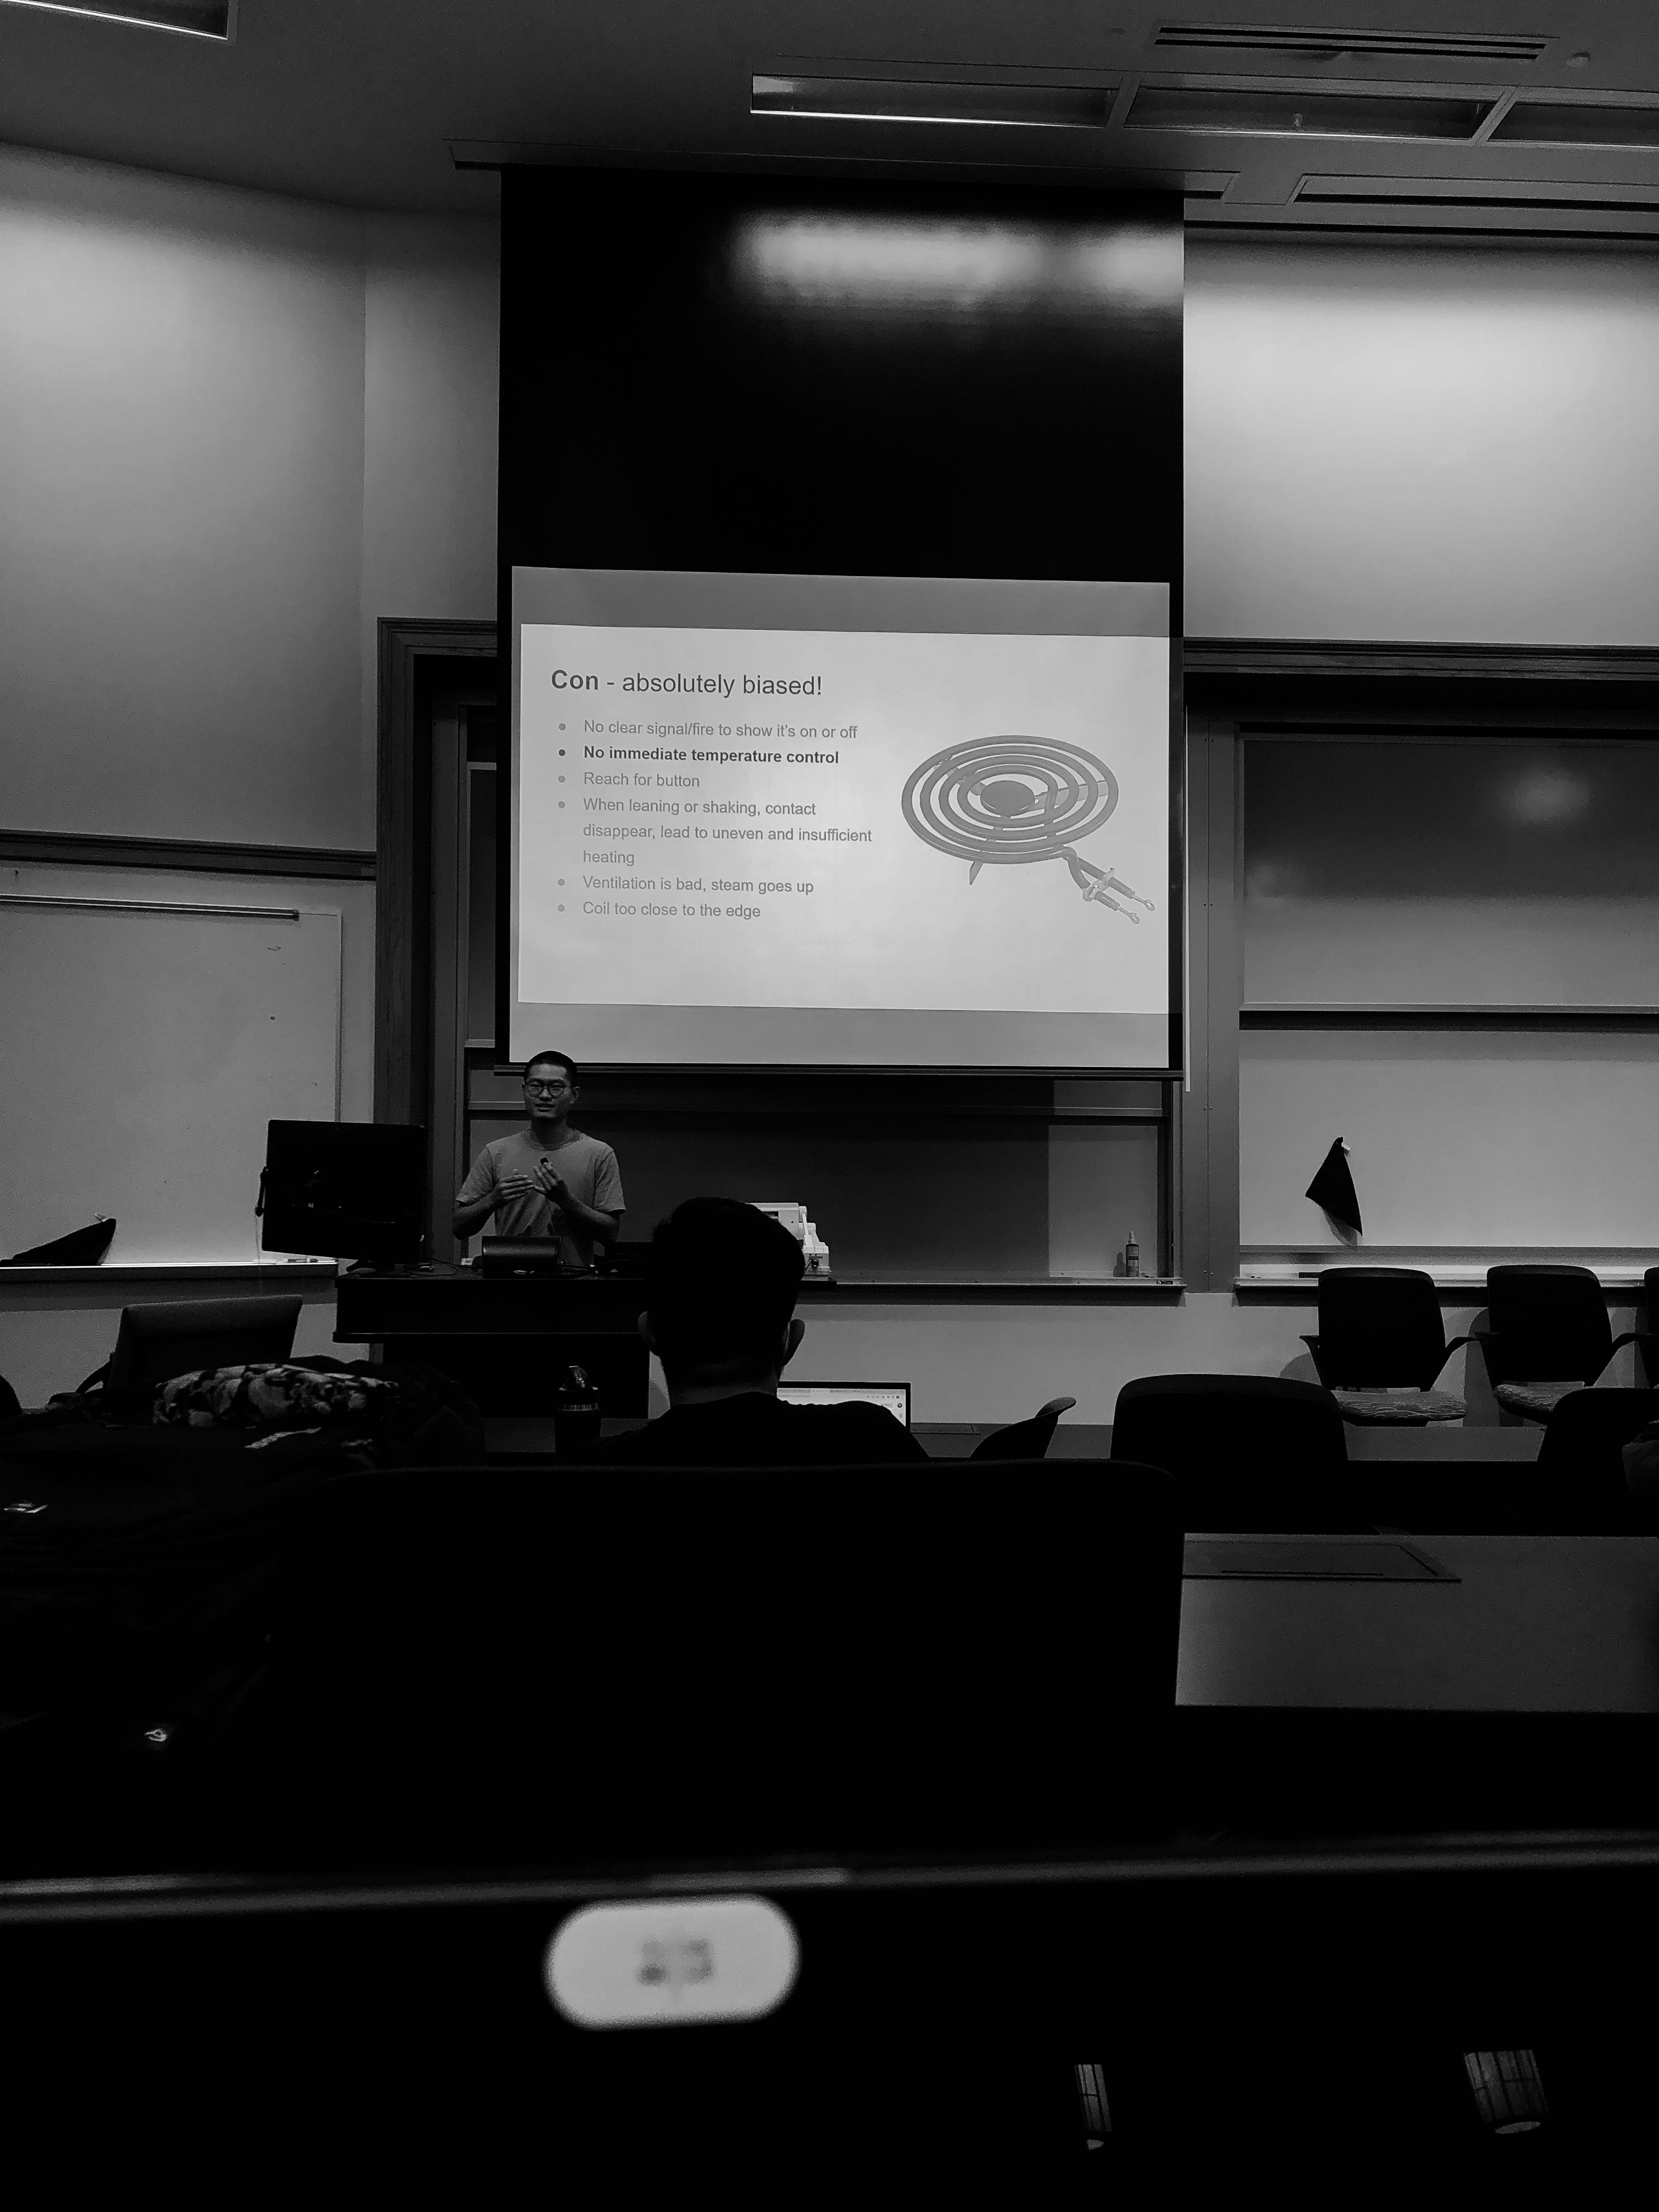 Con - absolutely biased!
● No clear signal/fire to show it's on or off
● No immediate temperature control
● Reach for button
● When leaning or shaking, contact
disappear, lead to uneven and insufficient
heating
● Ventilation is bad, steam goes up
● Coil too close to the edge